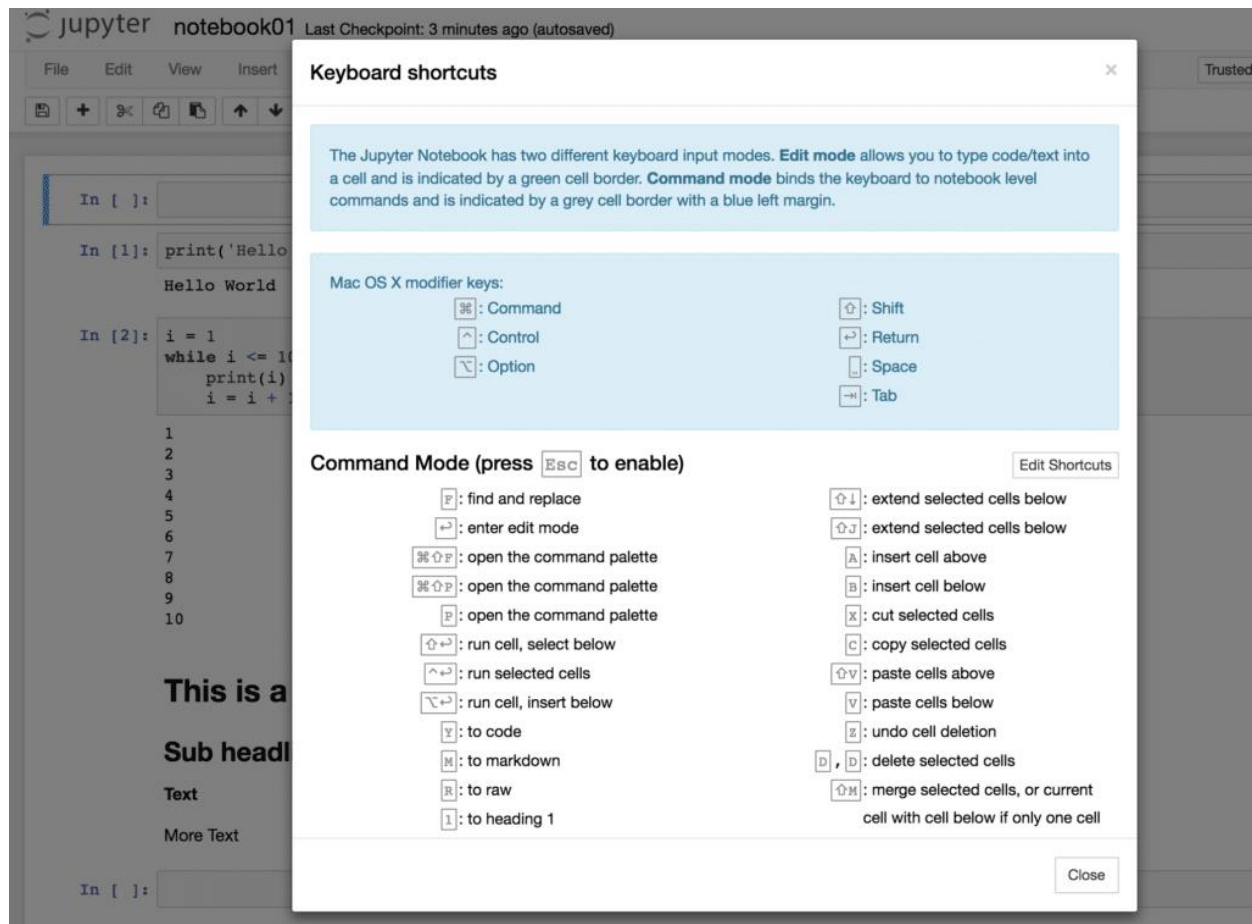 jupyter notebook01 Last Checkpoint: 3 minutes ago (autosaved)
File Edit View Insert
Trusted
Keyboard shortcuts ×
The Jupyter Notebook has two different keyboard input modes. Edit mode allows you to type code/text into
a cell and is indicated by a green cell border. Command mode binds the keyboard to notebook level
commands and is indicated by a grey cell border with a blue left margin.
Mac OS X modifier keys:
⌘: Command
^: Control
⌥: Option
⇧: Shift
↩: Return
␣: Space
⇥: Tab
Command Mode (press Esc to enable)
Edit Shortcuts
F: find and replace
↩: enter edit mode
⌘⇧F: open the command palette
⌘⇧P: open the command palette
P: open the command palette
⇧↩: run cell, select below
^↩: run selected cells
⌥↩: run cell, insert below
Y: to code
M: to markdown
R: to raw
1: to heading 1
⇧↓: extend selected cells below
⇧J: extend selected cells below
A: insert cell above
B: insert cell below
X: cut selected cells
C: copy selected cells
⇧V: paste cells above
V: paste cells below
Z: undo cell deletion
D, D: delete selected cells
⇧M: merge selected cells, or current
cell with cell below if only one cell
Close
In [ ]:
In [1]: print('Hello
Hello World
In [2]: i = 1
while i <= 10
print(i)
i = i +
1
2
3
4
5
6
7
8
9
10
This is a
Sub headl
Text
More Text
In [ ]: